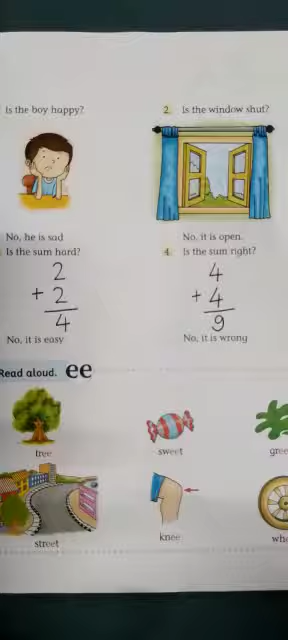 Is the boy happy?
2. Is the window shut?
No, he is sad
No, it is open.
Is the sum hard?
4. Is the sum right?
2
+ 2
4
4
+ 4
9
No, it is easy
No, it is wrong
Read aloud. ee
tree
sweet
street
knee